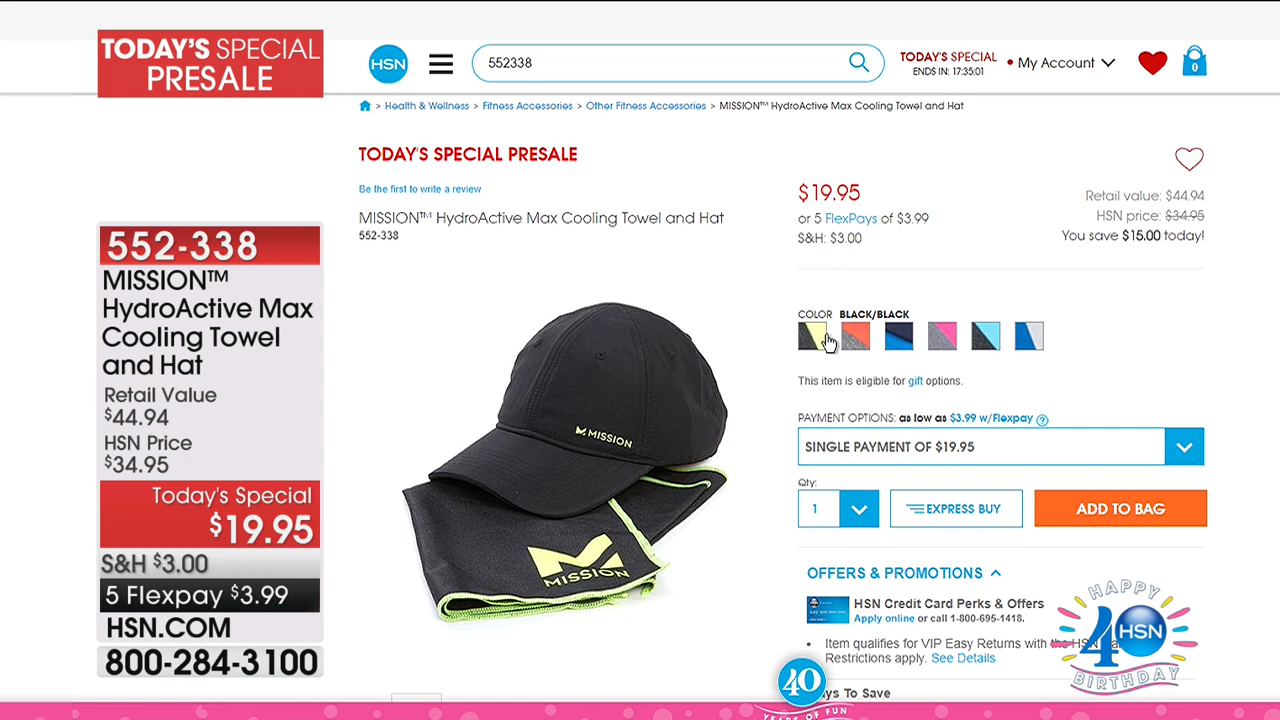 TODAY'S SPECIAL
PRESALE
552-338
MISSION™
HydroActive Max
Cooling Towel
and Hat
Retail Value
$44.94
HSN Price
$34.95
Today's Special
$19.95
S&H $3.00
5 Flexpay $3.99
HSN.COM
800-284-3100
HSN
552338
TODAY'S SPECIAL
ENDS IN: 17:35:01
My Account
0
> Health & Wellness > Fitness Accessories > Other Fitness Accessories > MISSION™ HydroActive Max Cooling Towel and Hat
TODAY'S SPECIAL PRESALE
Be the first to write a review
MISSION™ HydroActive Max Cooling Towel and Hat
552-338
MISSION
MISSION
$19.95
or 5 FlexPays of $3.99
S&H: $3.00
Retail value: $44.94
HSN price: $34.95
You save $15.00 today!
COLOR BLACK/BLACK
This item is eligible for gift options.
PAYMENT OPTIONS: as low as $3.99 w/Flexpay ?
SINGLE PAYMENT OF $19.95
Qty:
1
EXPRESS BUY
ADD TO BAG
OFFERS & PROMOTIONS
HSN Credit Card Perks & Offers
Apply online or call 1-800-695-1418.
• Item qualifies for VIP Easy Returns with the HSN
Restrictions apply. See Details
To Save
HAPPY
40
HSN
BIRTHDAY
40
YEARS OF FUN